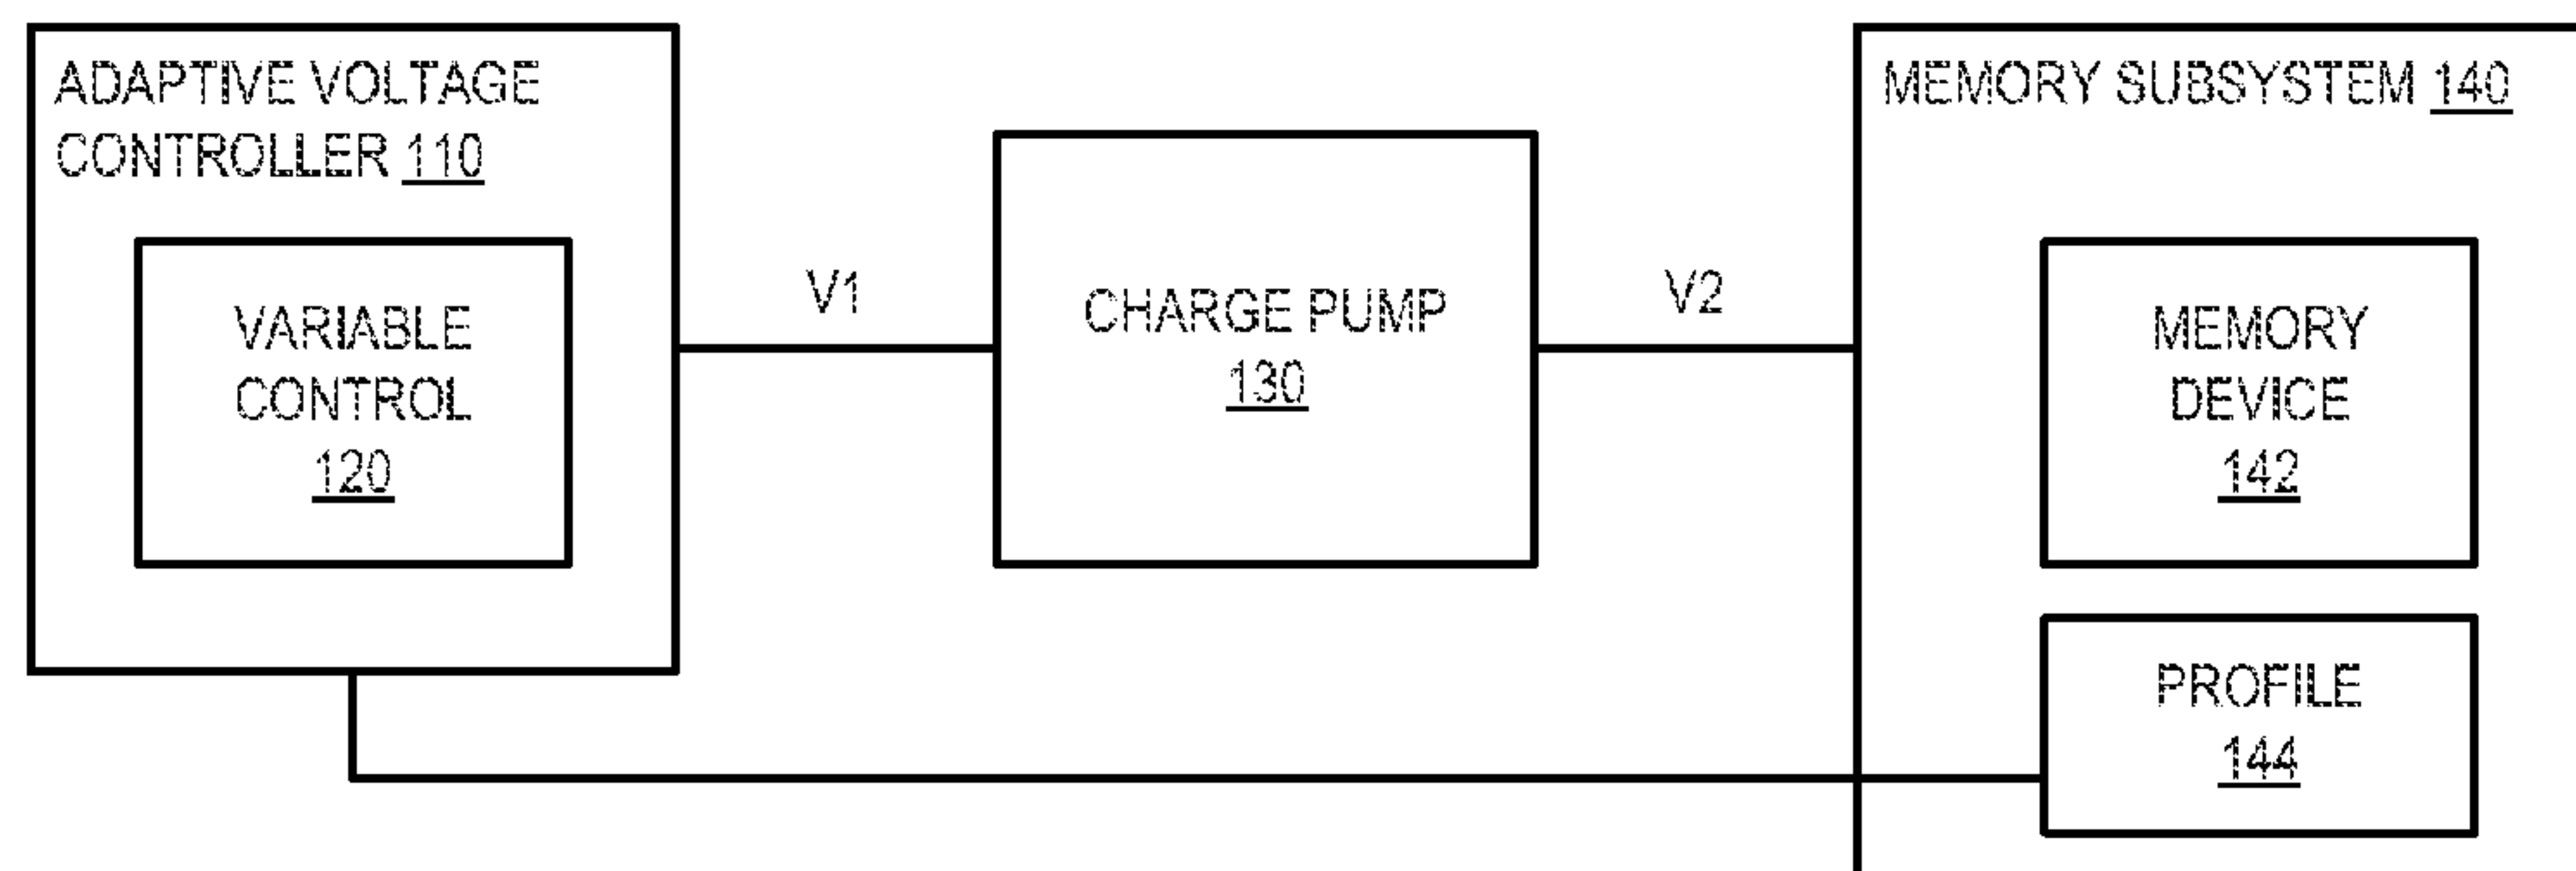 ADAPTIVE VOLTAGE
CONTROLLER 110
VARIABLE
CONTROL
120
V1
CHARGE PUMP
130
V2
MEMORY SUBSYSTEM 140
MEMORY
DEVICE
142
PROFILE
144